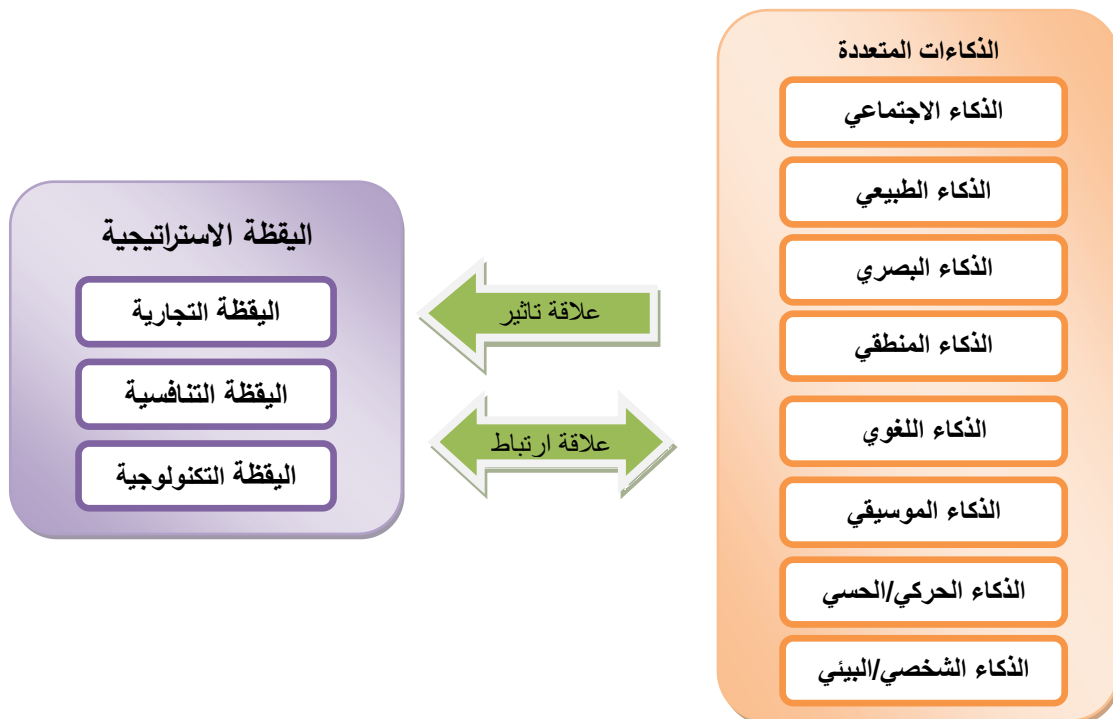 الذكاءات المتعددة
الذكاء الاجتماعي
الذكاء الطبيعي
الذكاء البصري
الذكاء المنطقي
الذكاء اللغوي
الذكاء الموسيقي
الذكاء الحركي/الحسي
الذكاء الشخصي/البيئي
علاقة تاثير
علاقة ارتباط
اليقظة الاستراتيجية
اليقظة التجارية
اليقظة التنافسية
اليقظة التكنولوجية